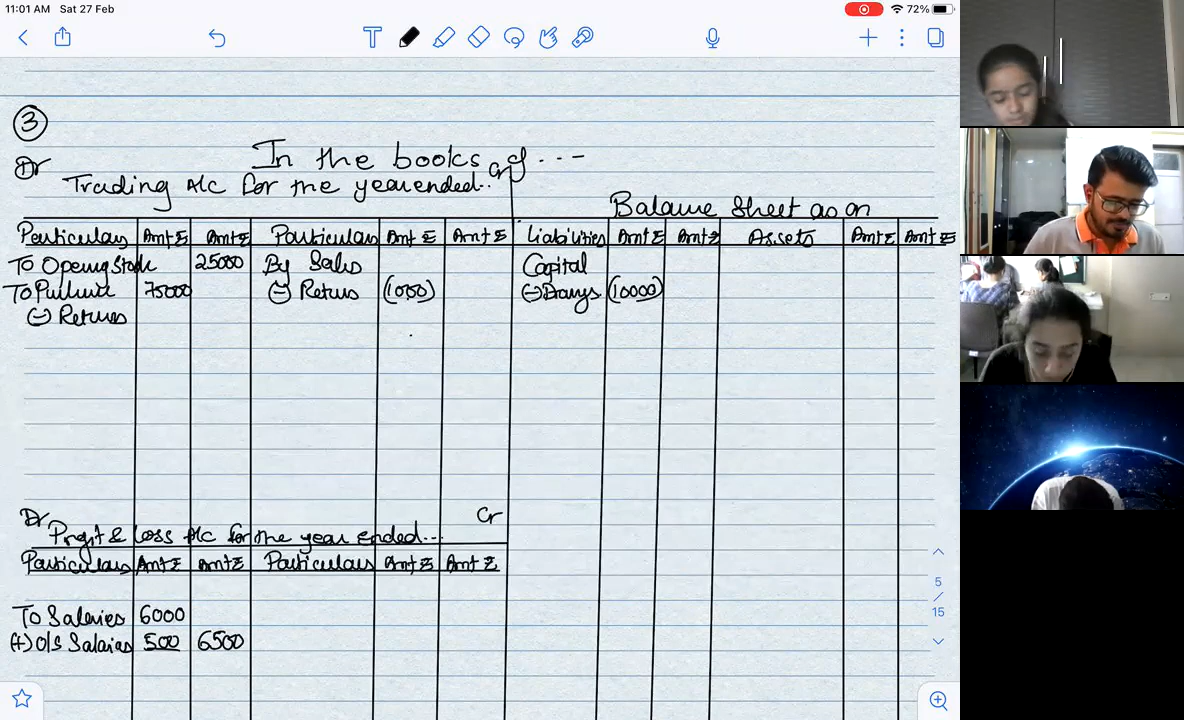 11:01 AM Sat 27 Feb
72%
3
In the books of ---
Dr Cr
Trading A/c for the year ended..
Balance Sheet as on
Particulars Amt ₹ Amt ₹ Particulars Amt ₹ Amt ₹ Liabilities Amt ₹ Amt ₹ Assets Amt ₹ Amt ₹
To Opening Stock 25000 By Sales Capital
To Purchase 75000 (-) Returns (1000) (-) Drawings (10000)
(-) Returns
Dr Cr
Profit & Loss A/c for the year ended...
Particulars Amt ₹ Amt ₹ Particulars Amt ₹ Amt ₹
To Salaries 6000
(+) O/S Salaries 500 6500
5
/
15